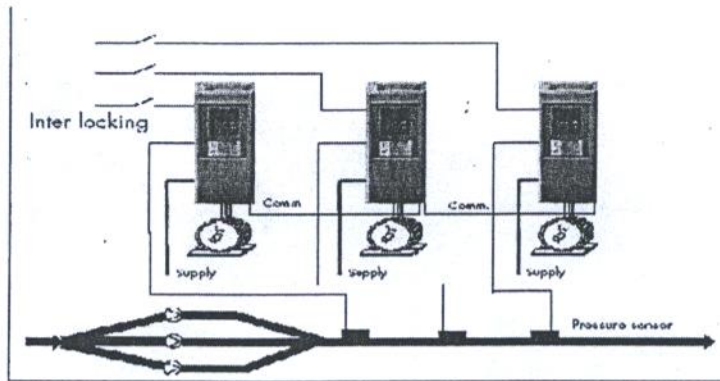 Inter locking
Comm
Comm.
Supply
Supply
Supply
Pressure sensor